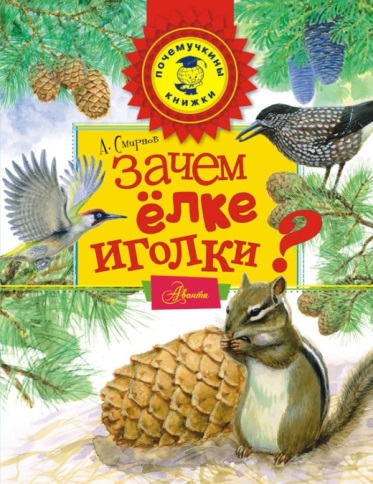 почемучкины
книжки
А. Смирнов
Зачем
ёлке
иголки?
Аванта